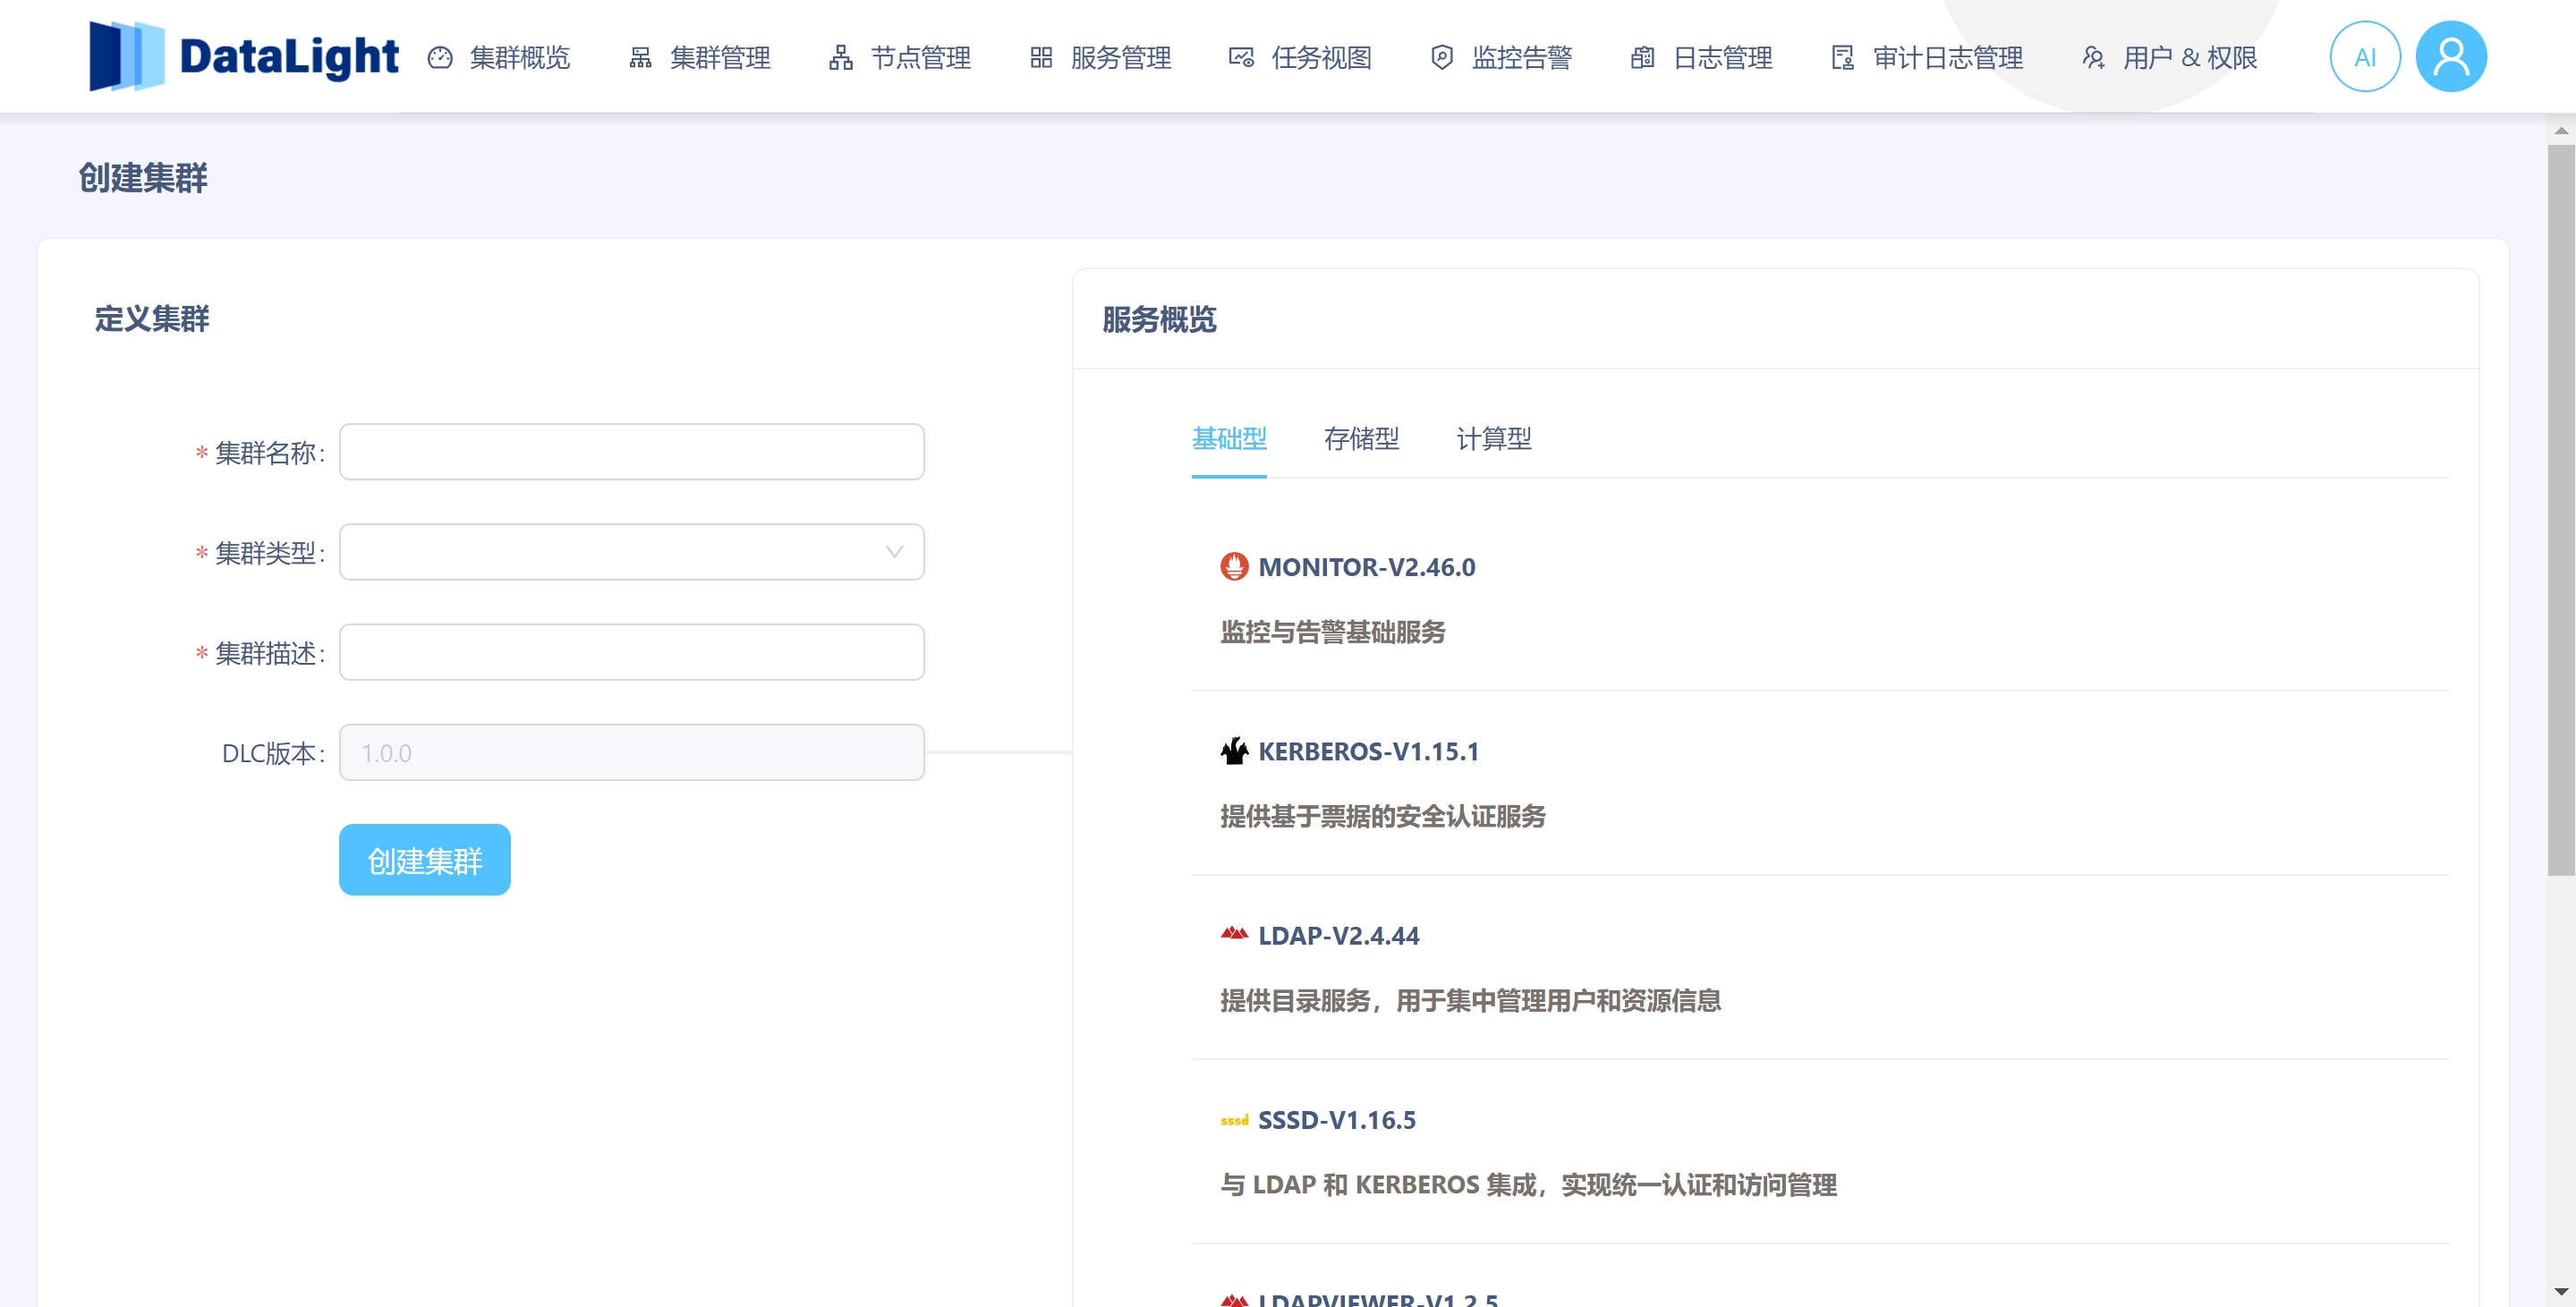 DataLight
集群概览
集群管理
节点管理
服务管理
任务视图
监控告警
日志管理
审计日志管理
用户 & 权限
AI
创建集群
定义集群
* 集群名称:
* 集群类型:
* 集群描述:
DLC版本: 1.0.0
创建集群
服务概览
基础型 存储型 计算型
MONITOR-V2.46.0
监控与告警基础服务
KERBEROS-V1.15.1
提供基于票据的安全认证服务
LDAP-V2.4.44
提供目录服务，用于集中管理用户和资源信息
sssd SSSD-V1.16.5
与 LDAP 和 KERBEROS 集成，实现统一认证和访问管理
LDAPVIEWER-V1.2.5